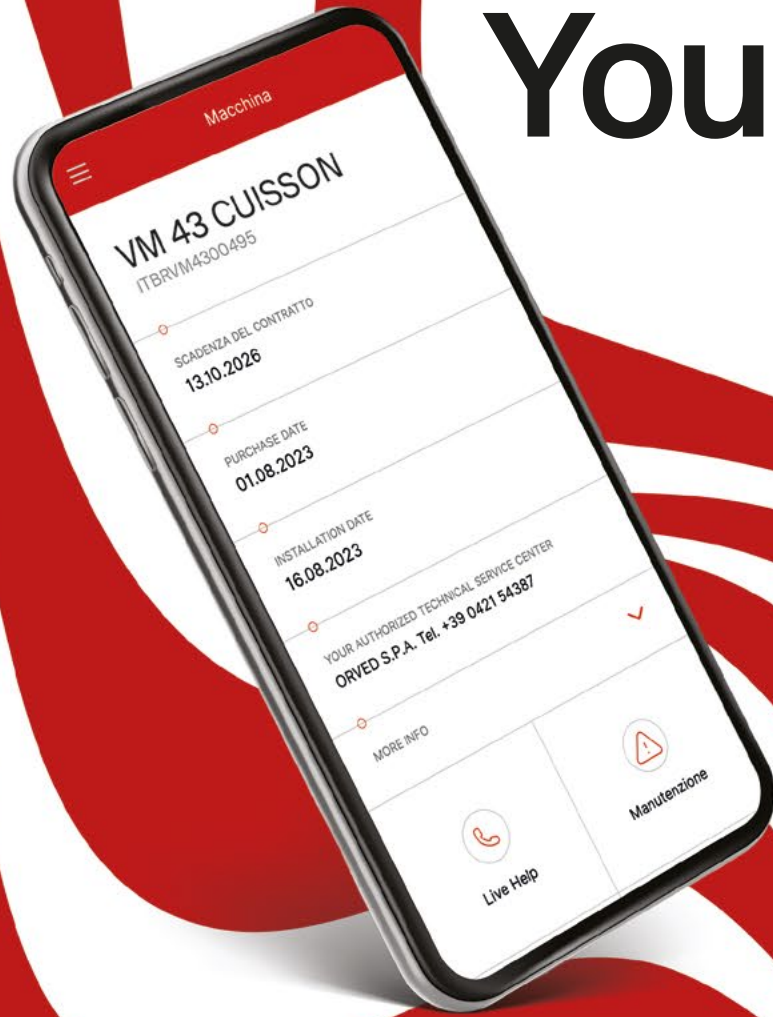 You
Macchina
VM 43 CUISSON
ITBRVM4300495
SCADENZA DEL CONTRATTO
13.10.2026
PURCHASE DATE
01.08.2023
INSTALLATION DATE
16.08.2023
YOUR AUTHORIZED TECHNICAL SERVICE CENTER
ORVED S.P.A. Tel. +39 0421 54387
MORE INFO
Live Help
Manutenzione